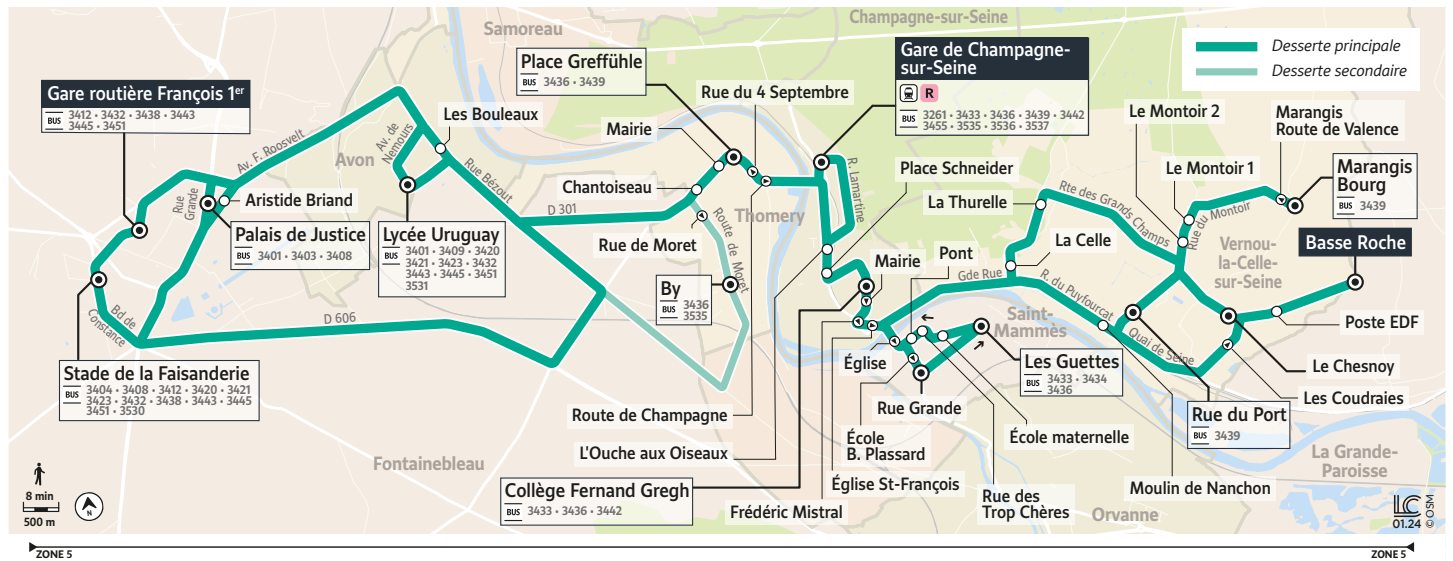 Champagne-sur-Seine
Samoreau
Desserte principale
Desserte secondaire
Gare routière François 1er
BUS 3412 • 3432 • 3438 • 3443
3445 • 3451
Place Greffühle
BUS 3436 • 3439
Gare de Champagne-
sur-Seine
R
BUS 3261 • 3433 • 3436 • 3439 • 3442
3455 • 3535 • 3536 • 3537
Rue du 4 Septembre
Les Bouleaux
Mairie
Le Montoir 2
Marangis
Route de Valence
Av. F. Roosvelt
Avon
Av. de
Nemours
Rue Bézout
Chantoiseau
R. Lamartine
Place Schneider
Le Montoir 1
Marangis
Bourg
BUS 3439
Rue
Grande
Aristide Briand
D 301
Thomery
La Thurelle
Rte des Grands Champs
Rue du Montoir
Palais de Justice
BUS 3401 • 3403 • 3408
Lycée Uruguay
BUS 3401 • 3409 • 3420
3421 • 3423 • 3432
3443 • 3445 • 3451
3531
Rue de Moret
Route de Moret
La Celle
Vernou-
la-Celle-
sur-Seine
Basse Roche
Mairie
Pont
Gde Rue
By
BUS 3436
3535
R. du Puyfourcat
Bd de
Constance
D 606
Saint-
Mammès
Quai de Seine
Poste EDF
Église
Les Guettes
BUS 3433 • 3434
3436
Le Chesnoy
Stade de la Faisanderie
BUS 3404 • 3408 • 3412 • 3420 • 3421
3423 • 3432 • 3438 • 3443 • 3445
3451 • 3530
Les Coudraies
Route de Champagne
Rue Grande
Rue du Port
BUS 3439
École
B. Plassard
École maternelle
L'Ouche aux Oiseaux
Fontainebleau
La Grande-
Paroisse
Collège Fernand Gregh
BUS 3433 • 3436 • 3442
Église St-François
Rue des
Trop Chères
Moulin de Nanchon
Frédéric Mistral
Orvanne
8 min
500 m
N
LC
01.24
© OSM
ZONE 5
ZONE 5